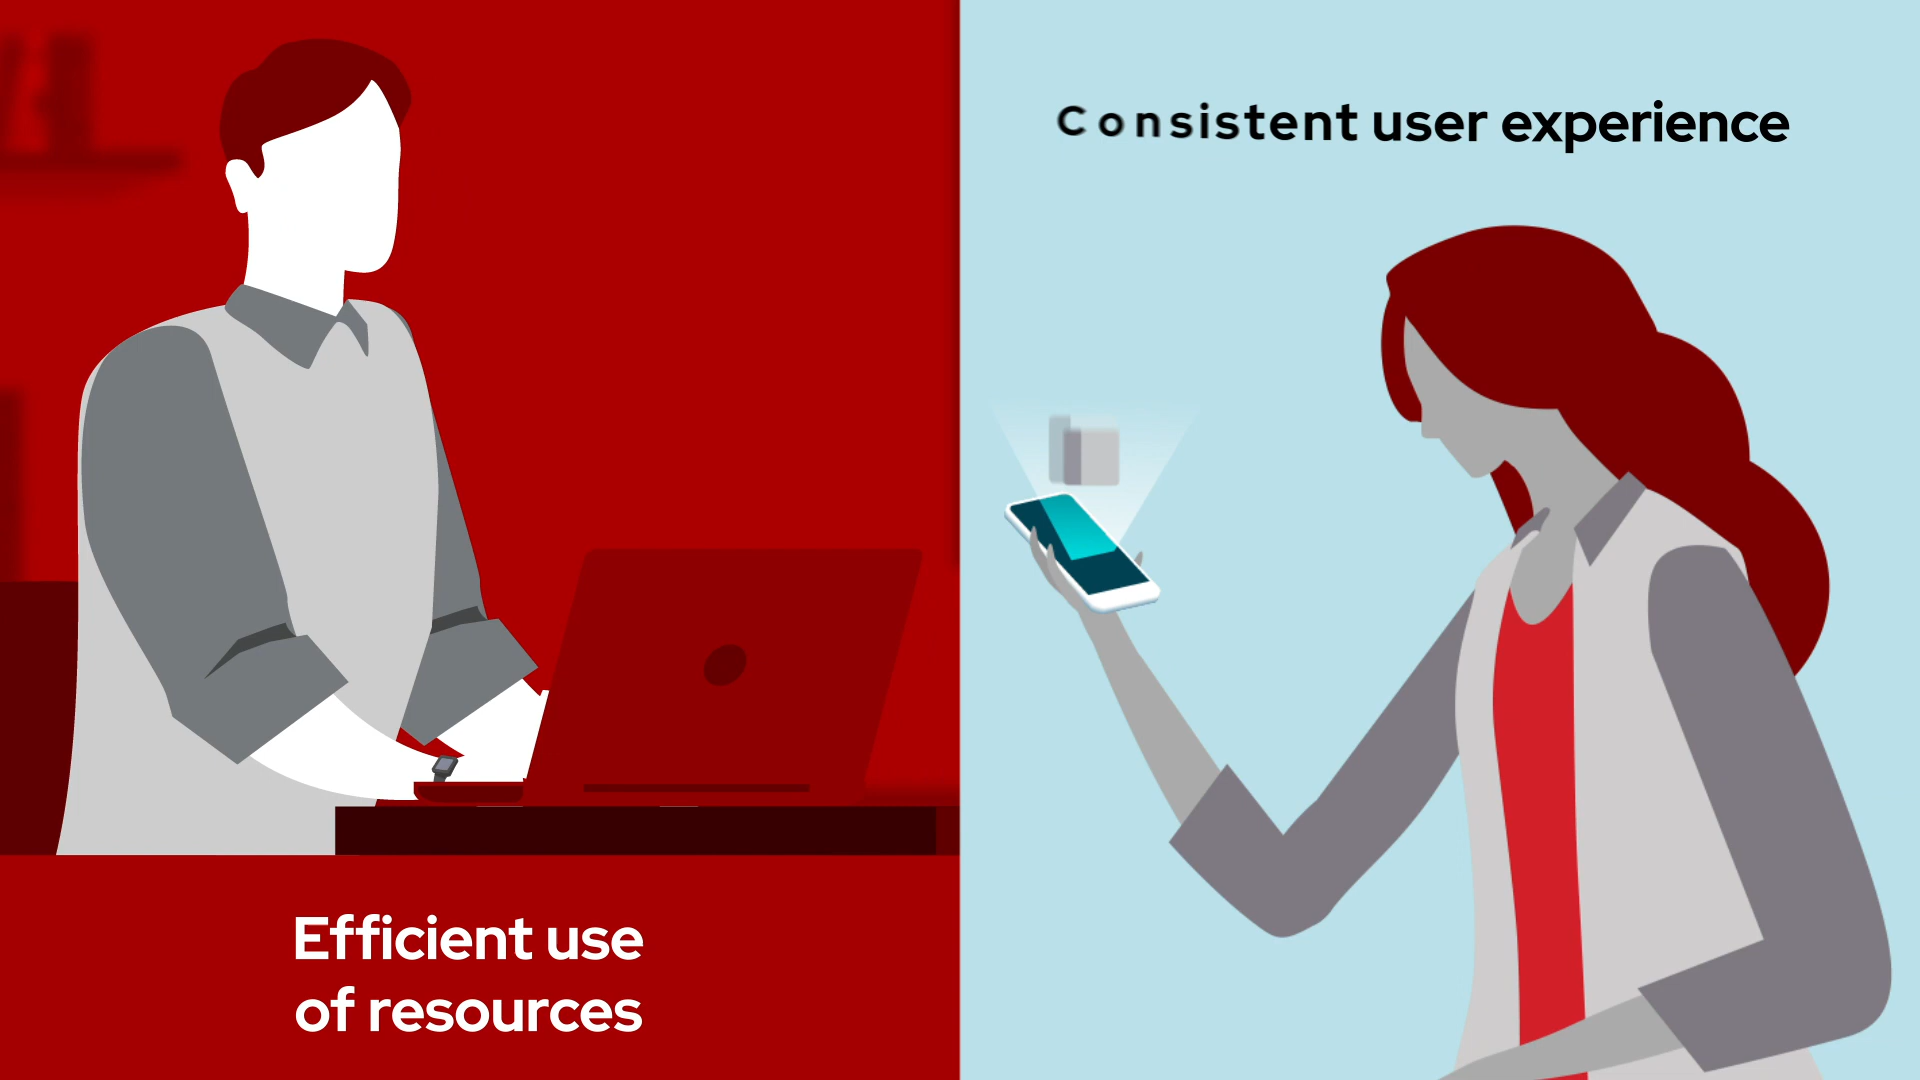 Efficient use
of resources
Consistent user experience